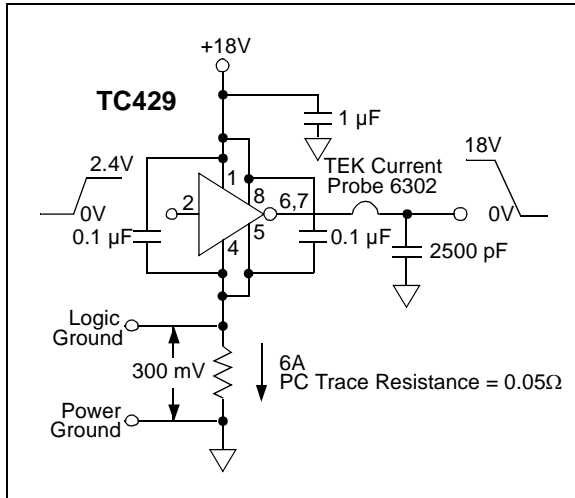 +18V
TC429
1 µF
2.4V
0V
18V
0V
TEK Current
Probe 6302
1
8
2
6,7
4
5
0.1 µF
0.1 µF
2500 pF
Logic
Ground
300 mV
6A
PC Trace Resistance = 0.05Ω
Power
Ground